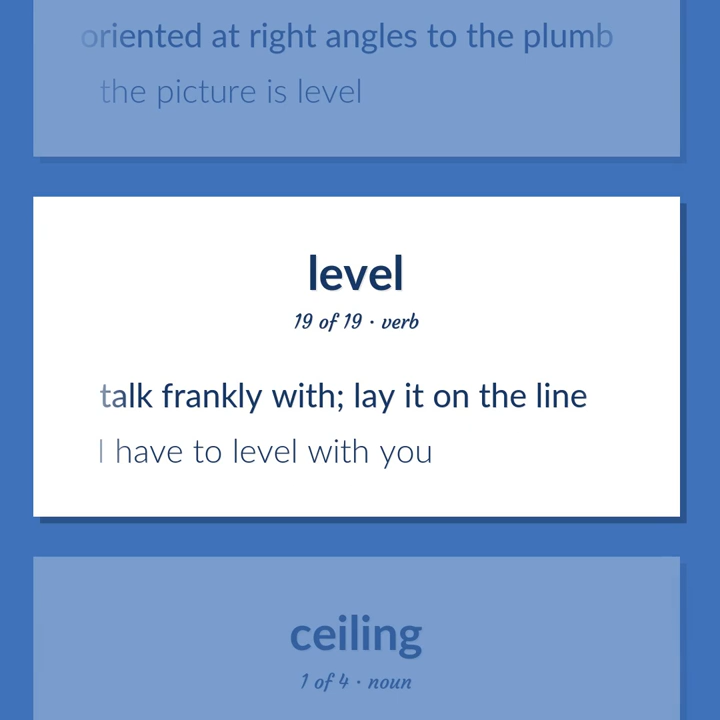 oriented at right angles to the plumb
the picture is level
level
19 of 19 · verb
talk frankly with; lay it on the line
I have to level with you
ceiling
1 of 4 · noun